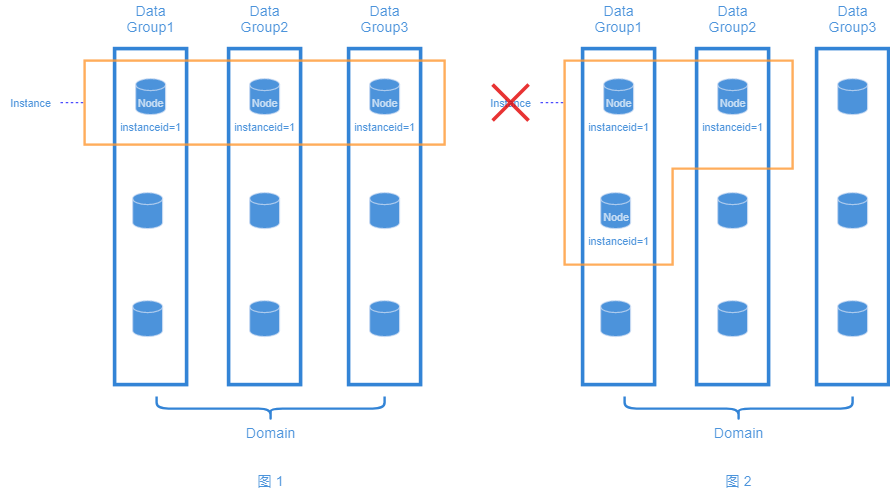 Data
Group1
Data
Group2
Data
Group3
Instance
Node
instanceid=1
Node
instanceid=1
Node
instanceid=1
Domain
图 1
Data
Group1
Data
Group2
Data
Group3
Instance
Node
instanceid=1
Node
instanceid=1
Node
instanceid=1
Domain
图 2